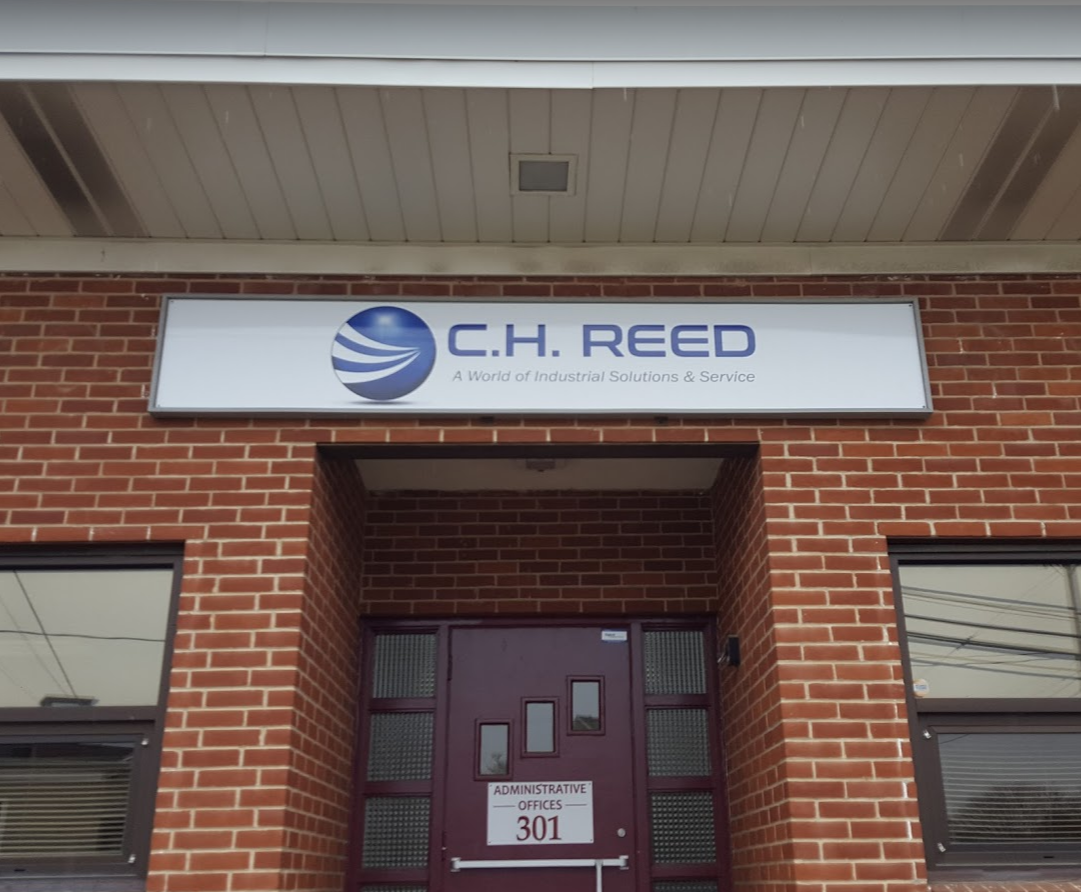 C.H. REED
A World of Industrial Solutions & Service
ADMINISTRATIVE
OFFICES
301